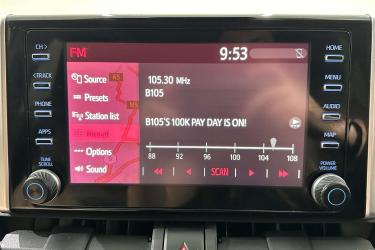 FM
9:53
CH >
< TRACK
PHONE
APPS
TUNE
SCROLL
Source
Presets
Station list
Manual
Options
Sound
105.30 MHz
B105
B105'S 100K PAY DAY IS ON!
88 92 96 100 104 108
SCAN
HOME
MENU
AUDIO
MAP
POWER
VOLUME